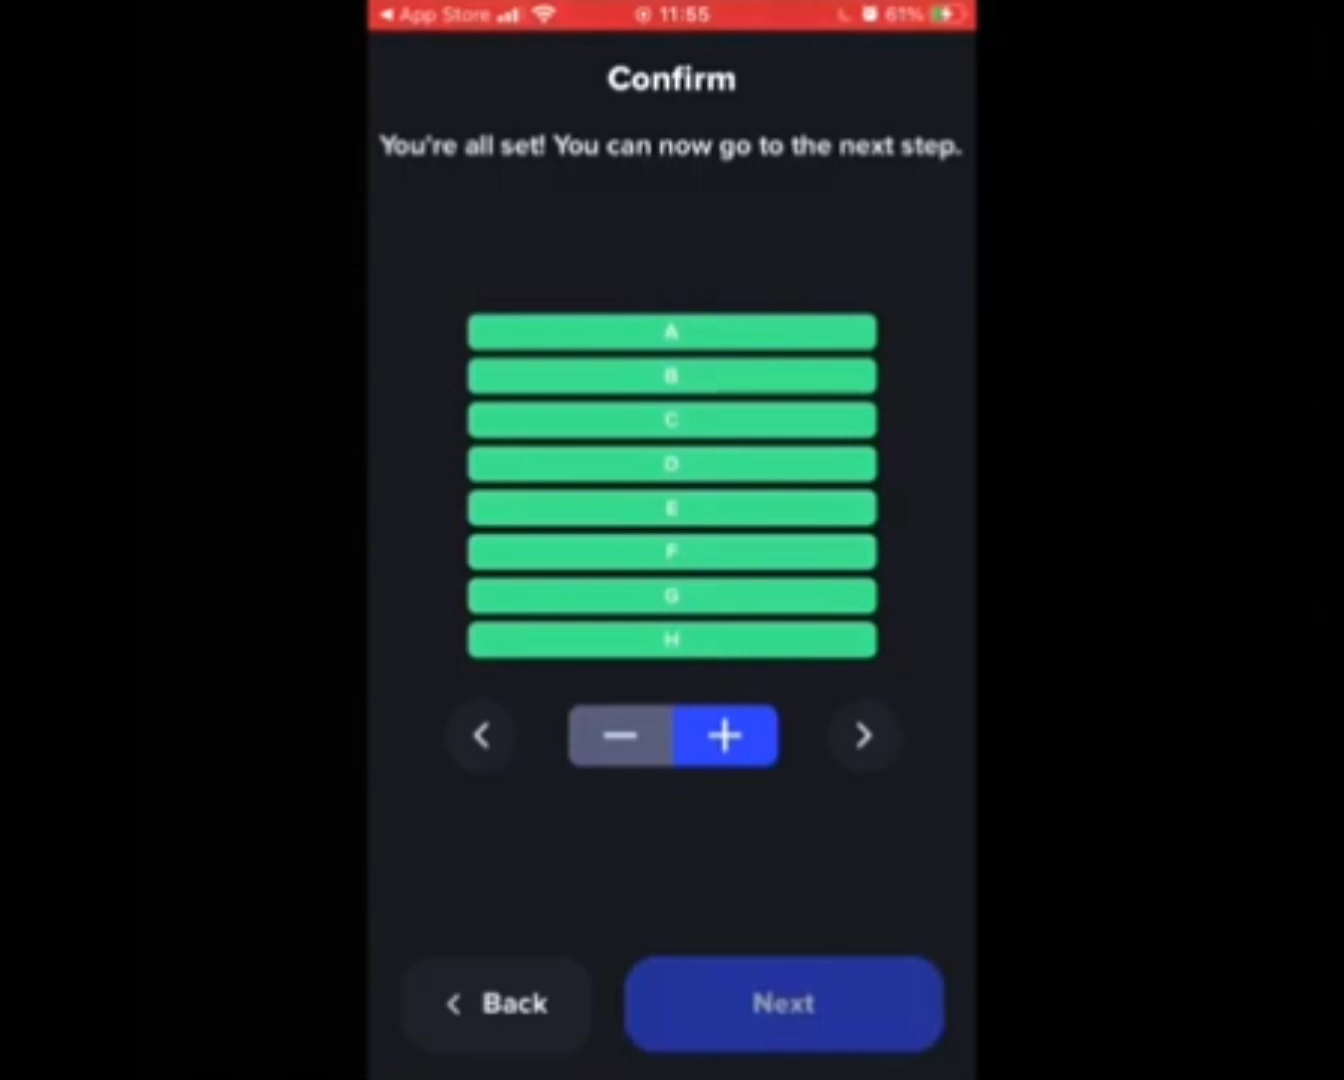 App Store 11:55 61%
Confirm
You're all set! You can now go to the next step.
A
B
C
D
E
F
G
H
Back Next